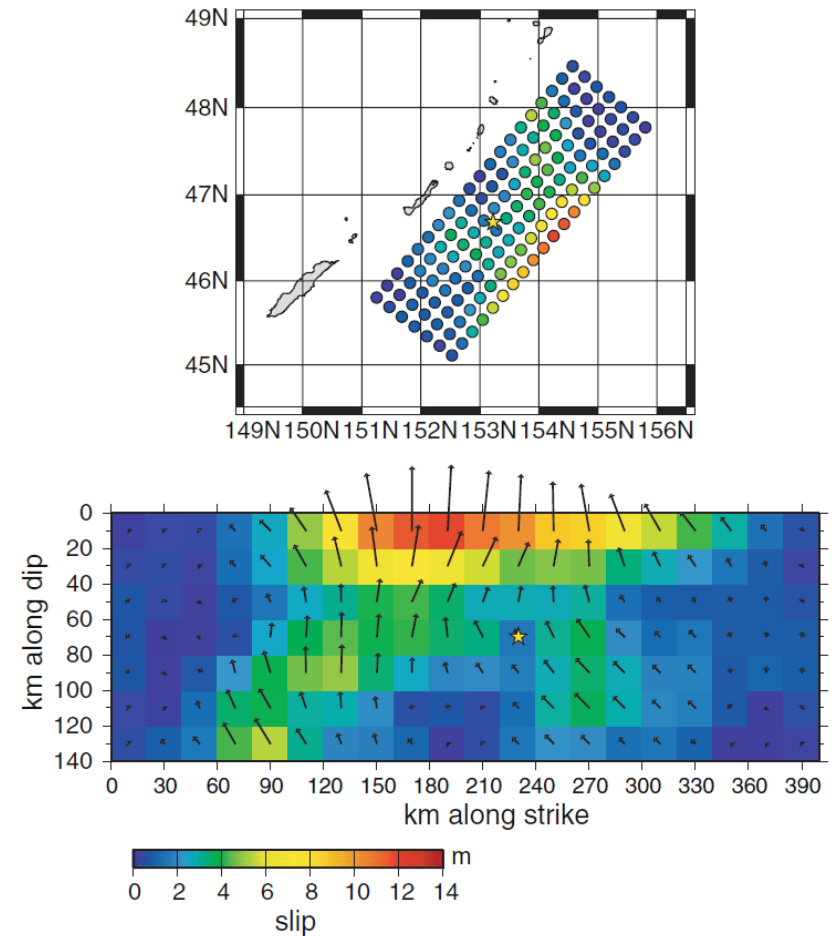 49N
48N
47N
46N
45N
149N 150N 151N 152N 153N 154N 155N 156N
0
20
40
60
80
100
120
140
km along dip
0 30 60 90 120 150 180 210 240 270 300 330 360 390
km along strike
m
0 2 4 6 8 10 12 14
slip